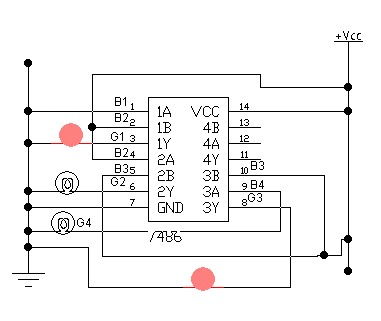 +Vcc
B1 1 1A VCC 14
B2 2 1B 4B 13
G1 3 1Y 4A 12
B2 4 2A 4Y 11
B3 5 2B 3B 10 B3
G2 6 2Y 3A 9 B4
7 GND 3Y 8 G3
G4
7486